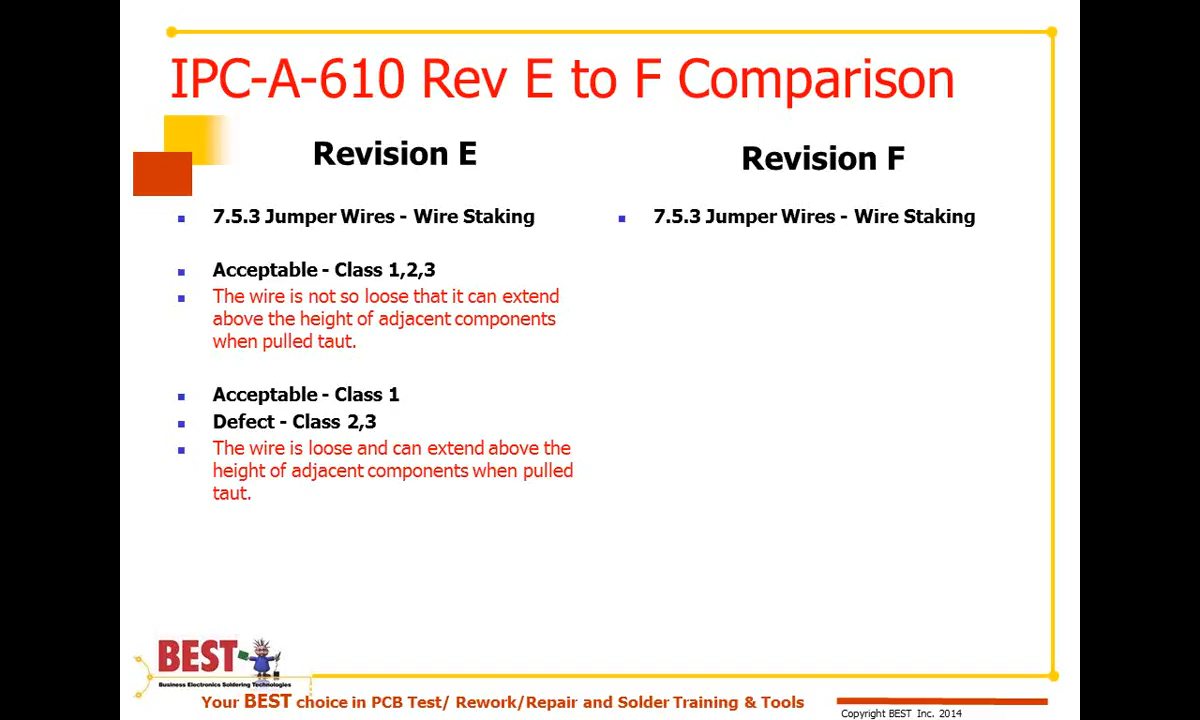 IPC-A-610 Rev E to F Comparison
Revision E
7.5.3 Jumper Wires - Wire Staking
Acceptable - Class 1,2,3
The wire is not so loose that it can extend
above the height of adjacent components
when pulled taut.
Acceptable - Class 1
Defect - Class 2,3
The wire is loose and can extend above the
height of adjacent components when pulled
taut.
Revision F
7.5.3 Jumper Wires - Wire Staking
BEST
Business Electronics Soldering Technologies
Your BEST choice in PCB Test/ Rework/Repair and Solder Training & Tools
Copyright BEST Inc. 2014